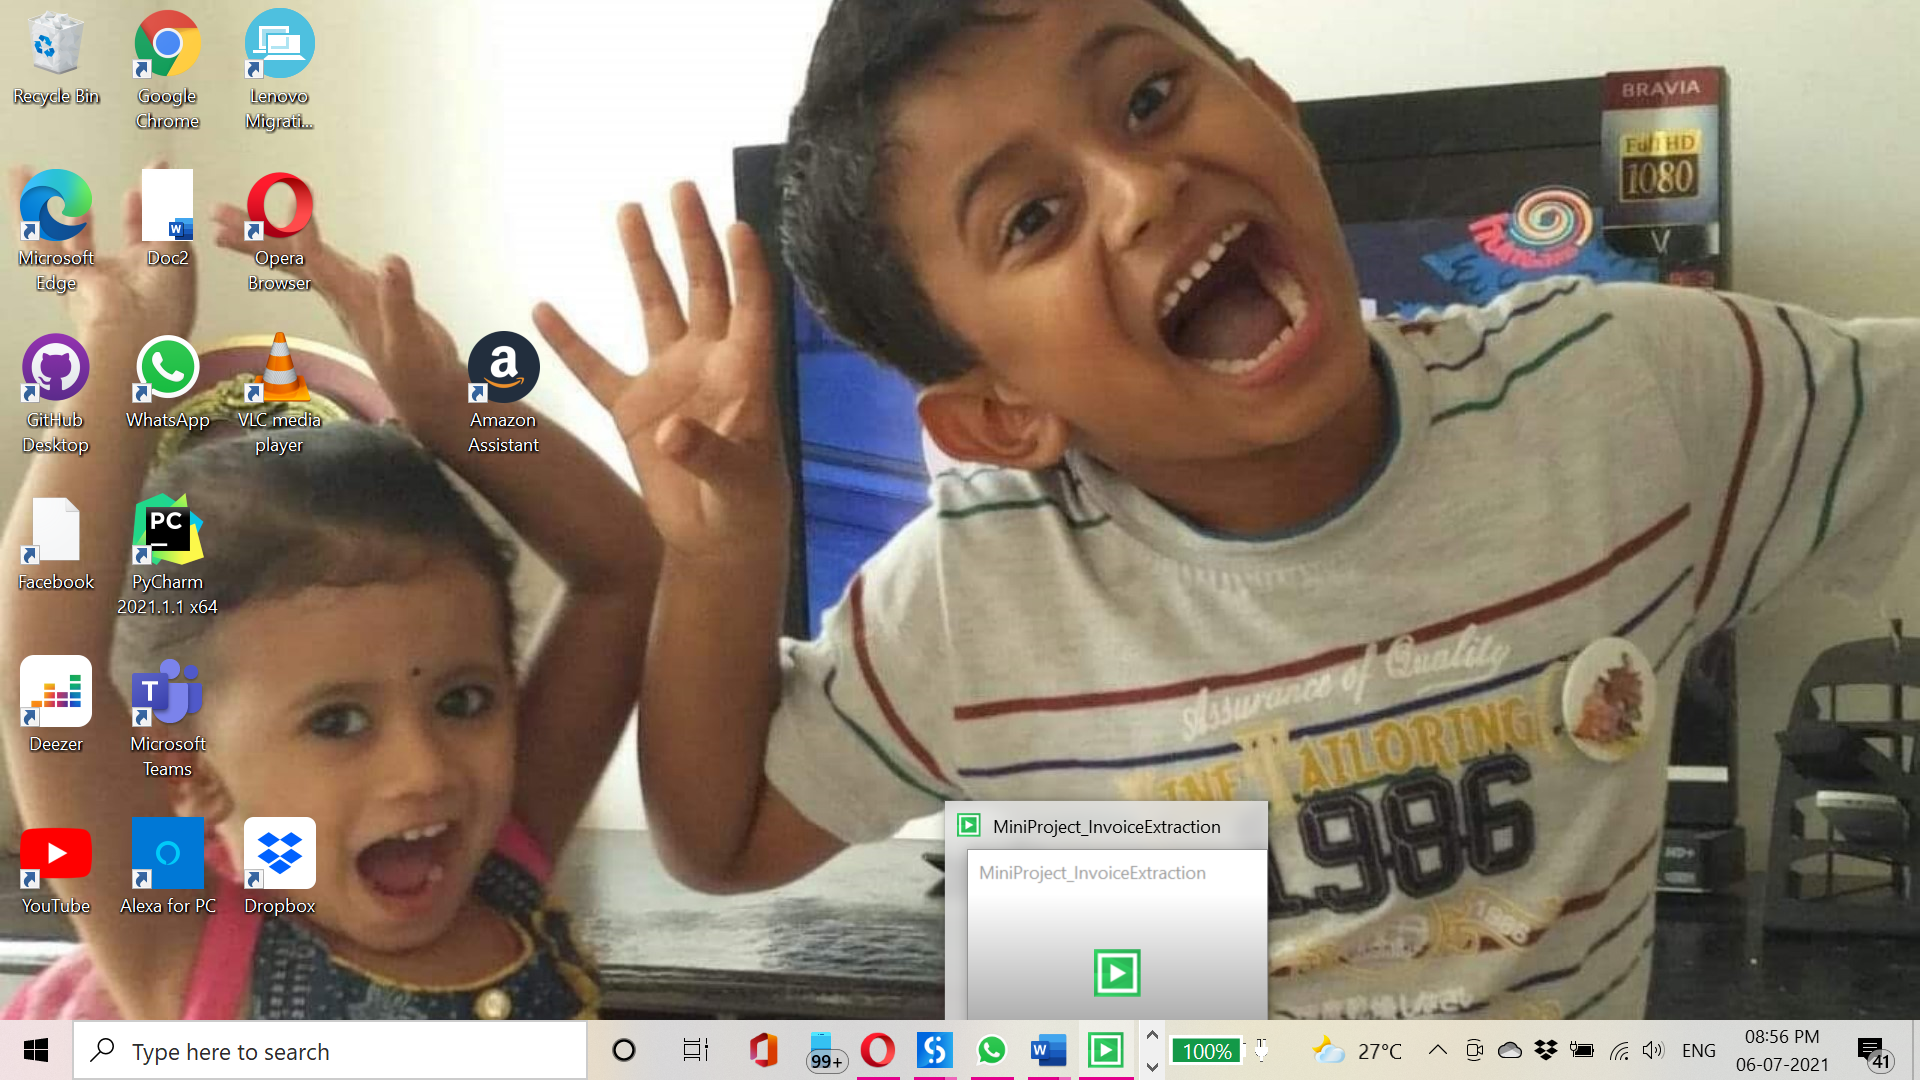 Recycle Bin
Google
Chrome
Lenovo
Migrati...
Microsoft
Edge
Doc2
Opera
Browser
GitHub
Desktop
WhatsApp
VLC media
player
Amazon
Assistant
Facebook
PyCharm
2021.1.1 x64
Deezer
Microsoft
Teams
YouTube
Alexa for PC
Dropbox
PC
T
a
W
BRAVIA
Full HD
1080
Assurance of Quality
FINE TAILORING
1986
1986
MiniProject_InvoiceExtraction
MiniProject_InvoiceExtraction
Type here to search
99+
W
100%
27°C
ENG
08:56 PM
06-07-2021
41